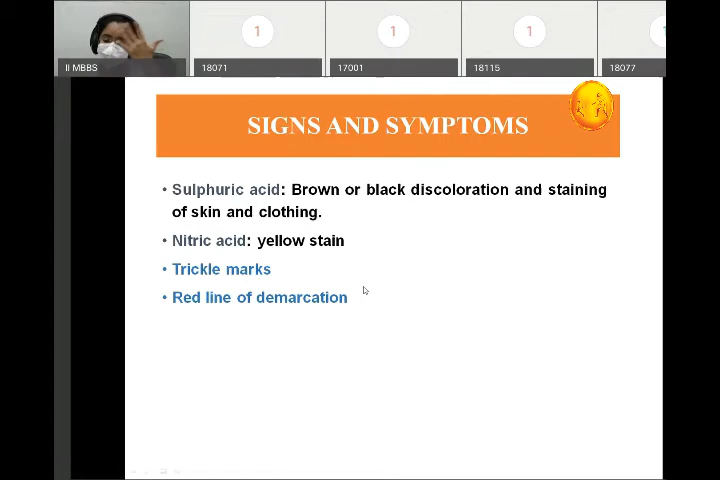 1
1
1
1
II MBBS
18071
17001
18115
18077
SIGNS AND SYMPTOMS
• Sulphuric acid: Brown or black discoloration and staining
of skin and clothing.
• Nitric acid: yellow stain
• Trickle marks
• Red line of demarcation